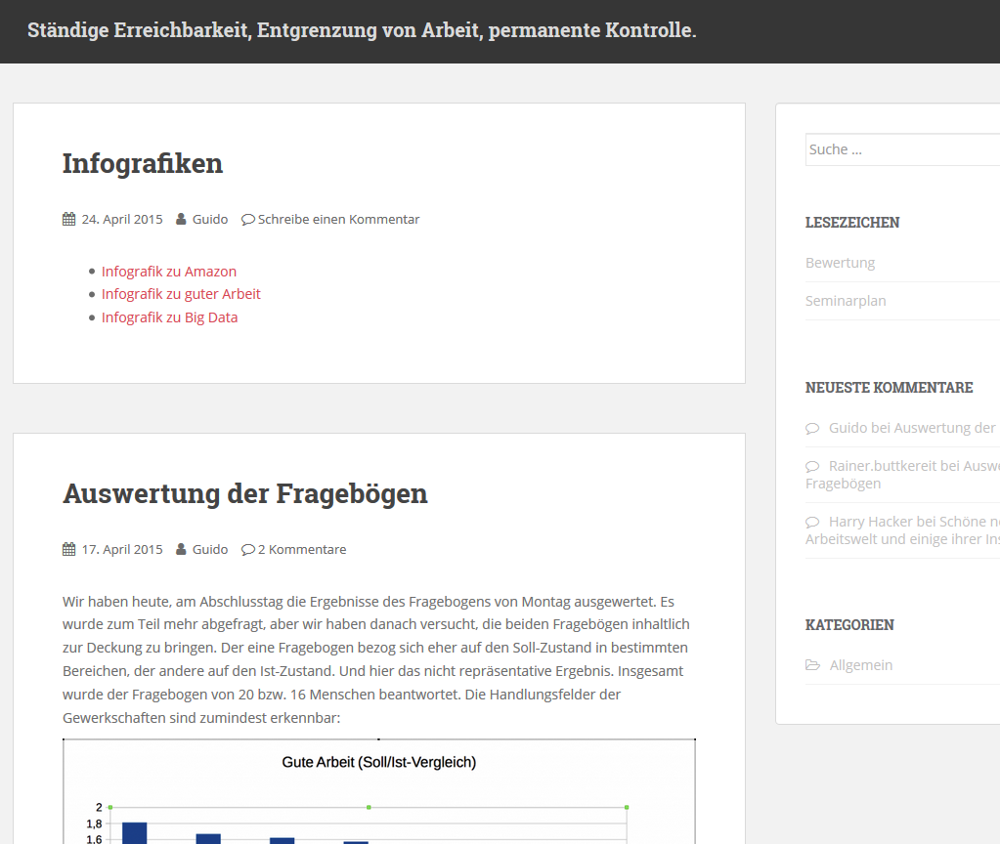 Ständige Erreichbarkeit, Entgrenzung von Arbeit, permanente Kontrolle.
Infografiken
24. April 2015 Guido Schreibe einen Kommentar
Infografik zu Amazon
Infografik zu guter Arbeit
Infografik zu Big Data
Auswertung der Fragebögen
17. April 2015 Guido 2 Kommentare
Wir haben heute, am Abschlusstag die Ergebnisse des Fragebogens von Montag ausgewertet. Es
wurde zum Teil mehr abgefragt, aber wir haben danach versucht, die beiden Fragebögen inhaltlich
zur Deckung zu bringen. Der eine Fragebogen bezog sich eher auf den Soll-Zustand in bestimmten
Bereichen, der andere auf den Ist-Zustand. Und hier das nicht repräsentative Ergebnis. Insgesamt
wurde der Fragebogen von 20 bzw. 16 Menschen beantwortet. Die Handlungsfelder der
Gewerkschaften sind zumindest erkennbar:
Gute Arbeit (Soll/Ist-Vergleich)
2
1,8
1,6
Suche ...
LESEZEICHEN
Bewertung
Seminarplan
NEUESTE KOMMENTARE
Guido bei Auswertung der
Rainer.buttkereit bei Ausw
Fragebögen
Harry Hacker bei Schöne n
Arbeitswelt und einige ihrer Ins
KATEGORIEN
Allgemein